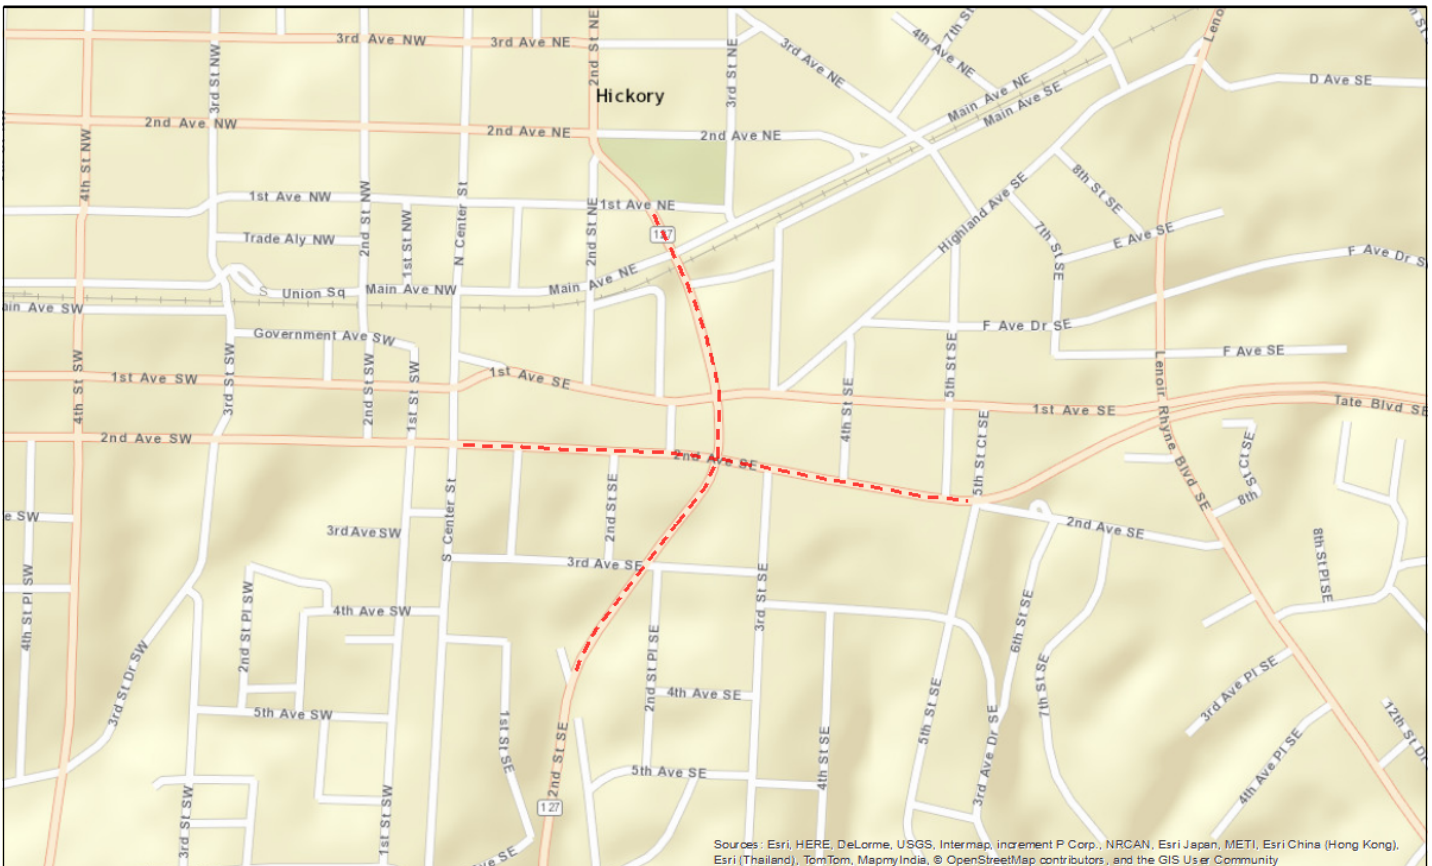 3rd Ave NW
3rd Ave NE
2nd St NE
3rd St NW
3rd St NE
3rd Ave NE
4th Ave NE
7th St
Lenoir
Hickory
D Ave SE
Main Ave NE
Main Ave SE
2nd Ave NW
2nd Ave NE
2nd Ave NE
4th St NW
1st Ave NW
2nd St NW
N Center St
1st St NW
1st Ave NE
2nd St NE
127
8th St SE
Highland Ave SE
7th St SE
E Ave SE
F Ave Dr S
Trade Aly NW
S
Union Sq
Main Ave NW
Main Ave NE
ain Ave SW
Government Ave SW
F Ave Dr SE
F Ave SE
4th St SW
1st Ave SW
3rd St SW
2nd St SW
1st St SW
1st Ave SE
4th St SE
5th St SE
5th St Ct SE
1st Ave SE
Lenoir Rhyne Blvd SE
Tate Blvd SE
2nd Ave SW
2nd Ave SE
8th
St Ct SE
e SW
3rd Ave SW
S Center St
2nd St SE
2nd Ave SE
3rd Ave SE
8th St Pl SE
4th St Pl SW
2nd St Pl SW
4th Ave SW
3rd St SE
2nd St Pl SE
6th St SE
7th St SE
3rd St Dr SW
5th Ave SW
4th Ave SE
5th St SE
3rd Ave Dr SE
3rd Ave Pl SE
12th St Dr
4th Ave Pl SE
1st St SE
2nd St SE
127
5th Ave SE
4th St SE
3rd St SW
1st St SW
ve SE
Sources: Esri, HERE, DeLorme, USGS, Intermap, increment P Corp., NRCAN, Esri Japan, METI, Esri China (Hong Kong),
Esri (Thailand), TomTom, MapmyIndia, © OpenStreetMap contributors, and the GIS User Community